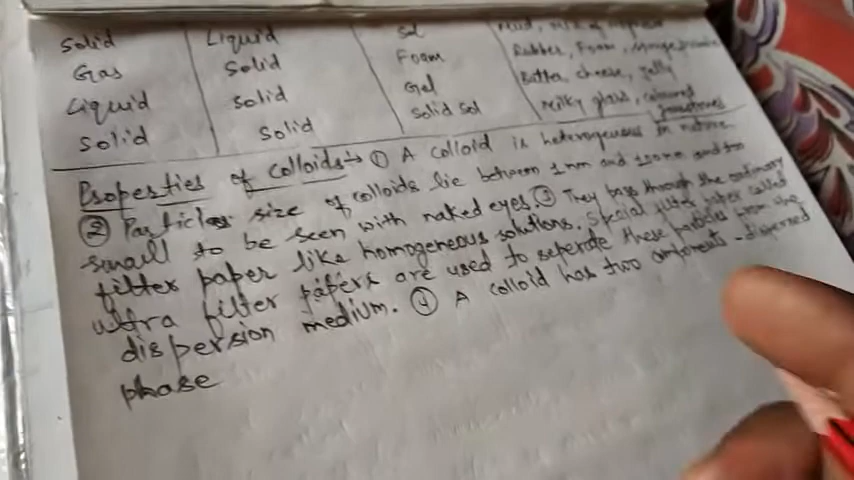 Solid Liquid Sol Mud, Milk of
Gas Solid Foam Rubber, Foam,
Liquid Solid Gel Butter, cheese, Jelly
Solid Solid Solid sol Milky glass, coloured gemstones
Properties of colloids → ① A colloid is heterogeneous in nature.
② Particles size of colloids lie between 1nm and 100nm and too
small to be seen with naked eyes. ③ They pass through the ordinary
filter paper like homogeneous solutions. Special filter paper called
ultra filter papers are used to seperate these particles from the
dispersion medium. ④ A colloid has two components - dispersed
phase